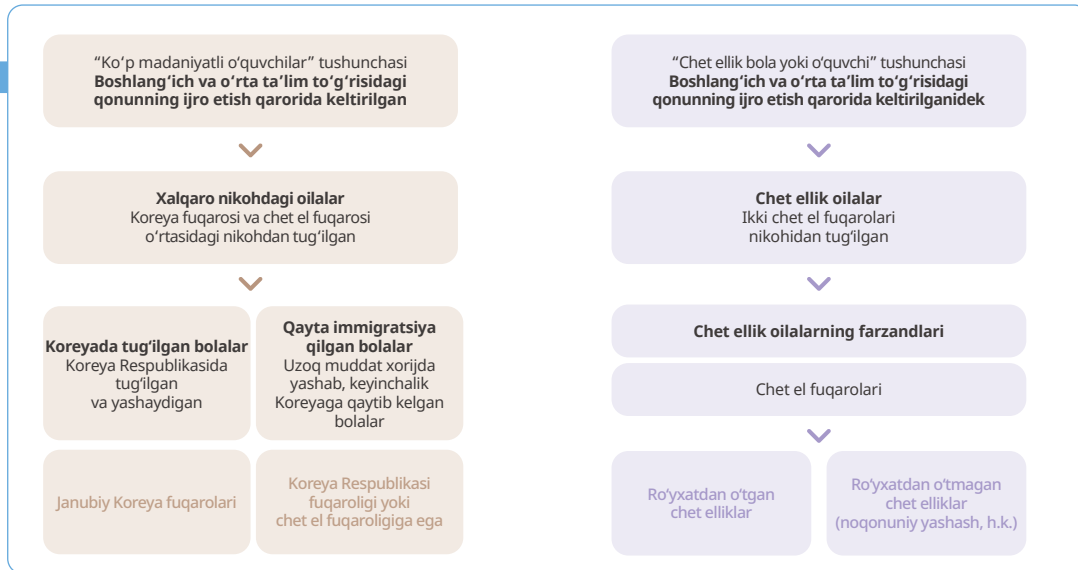 “Ko‘p madaniyatli o‘quvchilar” tushunchasi
Boshlang‘ich va o‘rta ta’lim to‘g‘risidagi
qonunning ijro etish qarorida keltirilgan
Xalqaro nikohdagi oilalar
Koreya fuqarosi va chet el fuqarosi
o‘rtasidagi nikohdan tug‘ilgan
Koreyada tug‘ilgan bolalar
Koreya Respublikasida
tug‘ilgan
va yashaydigan
Qayta immigratsiya
qilgan bolalar
Uzoq muddat xorijda
yashab, keyinchalik
Koreyaga qaytib kelgan
bolalar
Janubiy Koreya fuqarolari
Koreya Respublikasi
fuqaroligi yoki
chet el fuqaroligiga ega
“Chet ellik bola yoki o‘quvchi” tushunchasi
Boshlang‘ich va o‘rta ta’lim to‘g‘risidagi
qonunning ijro etish qarorida keltirilganidek
Chet ellik oilalar
Ikki chet el fuqarolari
nikohidan tug‘ilgan
Chet ellik oilalarning farzandlari
Chet el fuqarolari
Ro‘yxatdan o‘tgan
chet elliklar
Ro‘yxatdan o‘tmagan
chet elliklar
(noqonuniy yashash, h.k.)